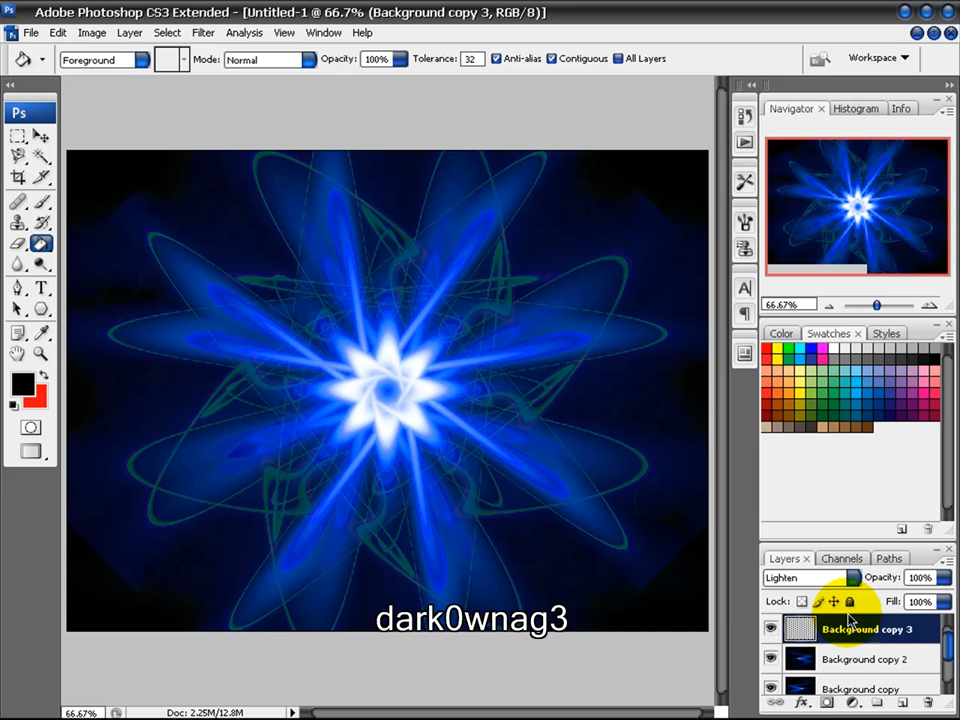 Adobe Photoshop CS3 Extended - [Untitled-1 @ 66.7% (Background copy 3, RGB/8)]
File Edit Image Layer Select Filter Analysis View Window Help
Foreground Mode: Normal Opacity: 100% Tolerance: 32 Anti-alias Contiguous All Layers Workspace
Ps
Navigator Histogram Info
66.67%
Color Swatches Styles
Layers Channels Paths
Lighten Opacity: 100%
Lock: Fill: 100%
Background copy 3
Background copy 2
Background copy
dark0wnag3
66.67% Doc: 2.25M/12.8M